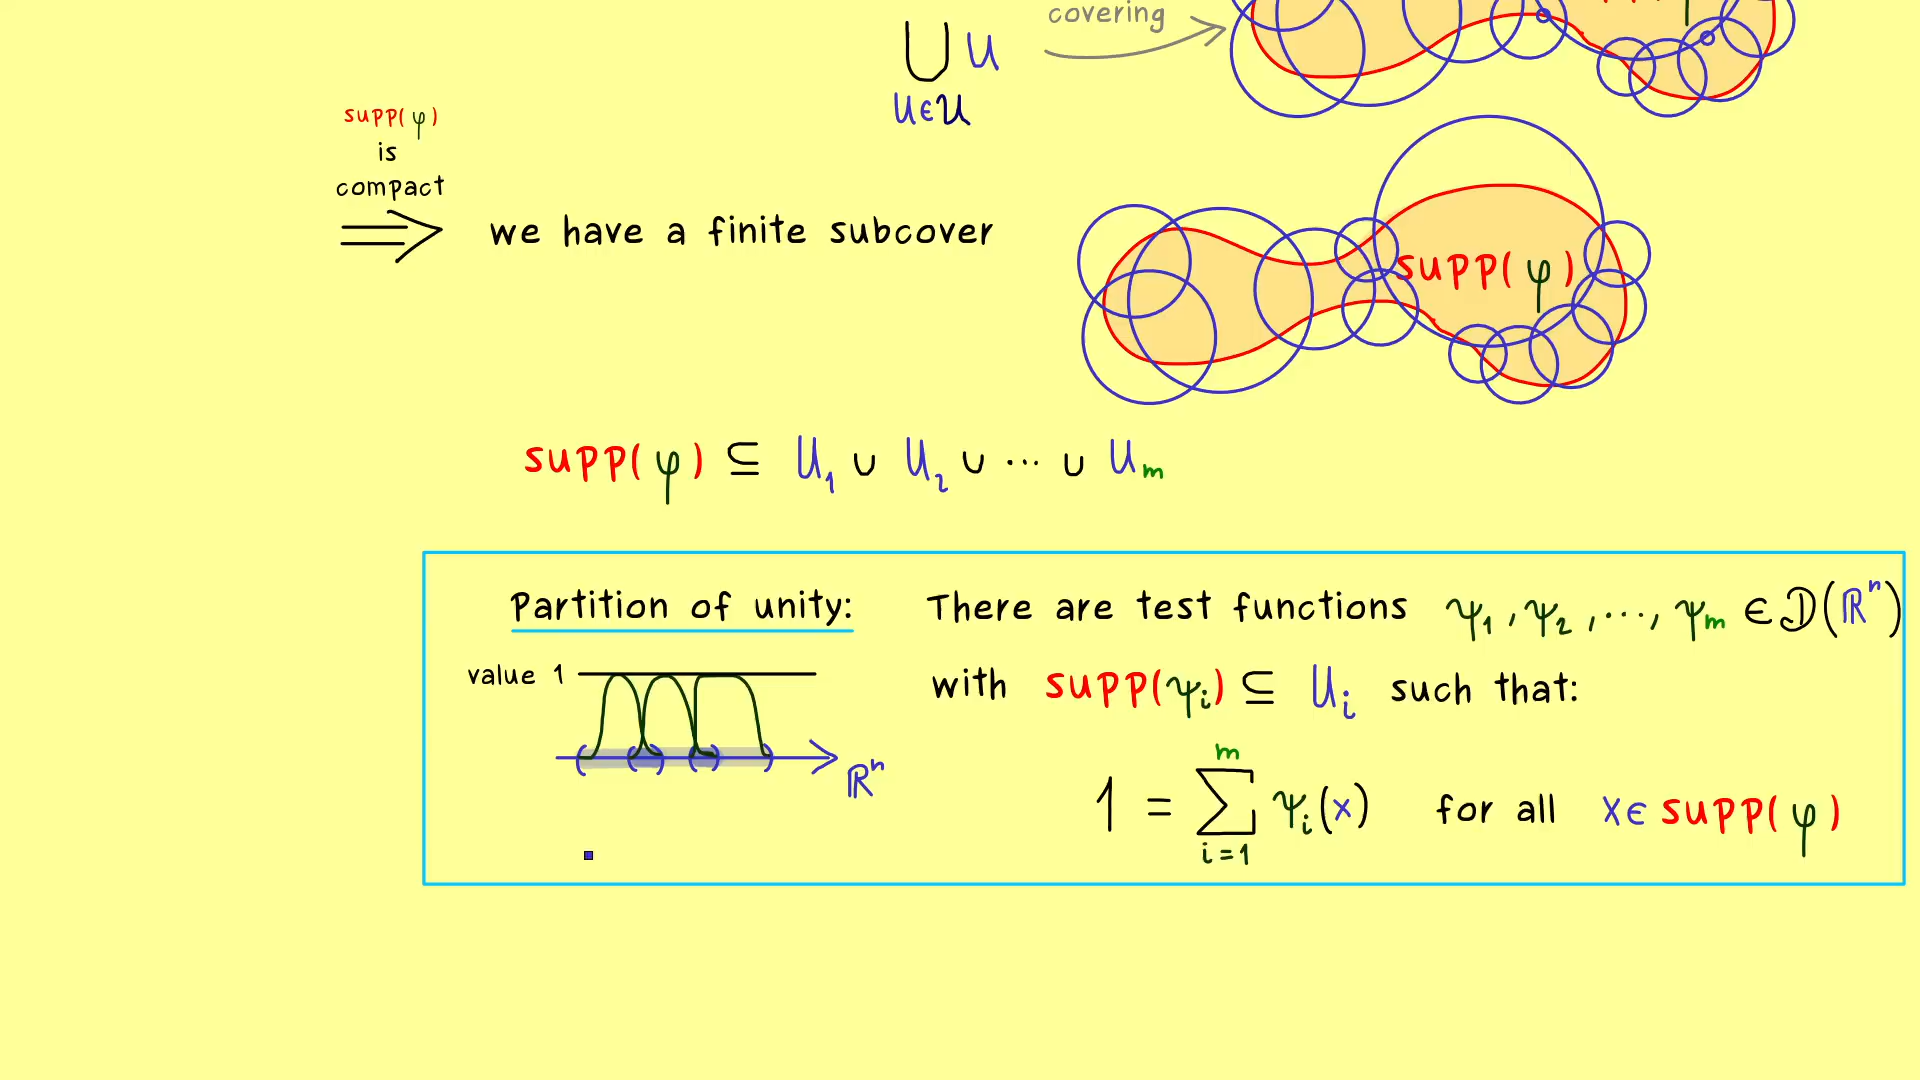 covering
⋃ U
U∈𝒰
supp(φ)
is
compact
⟹ we have a finite subcover
supp(φ)
supp(φ) ⊆ U₁ ∪ U₂ ∪ ⋯ ∪ Uₘ
Partition of unity: There are test functions ψ₁, ψ₂, ⋯, ψₘ ∈ 𝒟(ℝⁿ)
with supp(ψᵢ) ⊆ Uᵢ such that:
value 1
ℝⁿ
m
1 = ∑ ψᵢ(x) for all x ∈ supp(φ)
i=1